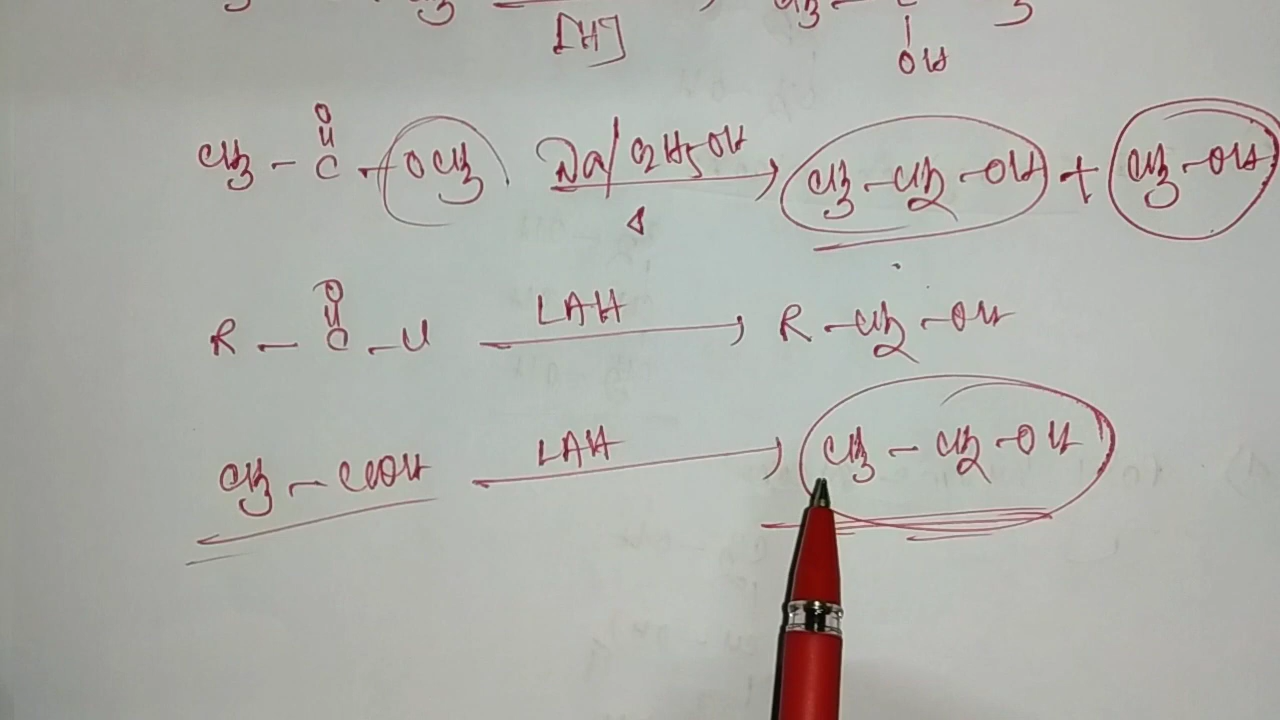 [H]
OH
O
CH3 - C - OCH3 Na/C2H5OH CH3 - CH2 - OH + CH3 - OH
Δ
O
R - C - Cl LAH R - CH2 - OH
CH3 - COOH LAH CH3 - CH2 - OH